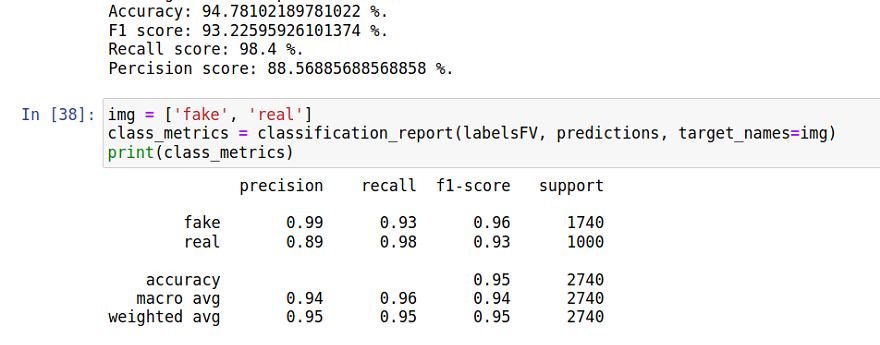 Accuracy: 94.78102189781022 %.
F1 score: 93.22595926101374 %.
Recall score: 98.4 %.
Percision score: 88.56885688568858 %.
In [38]: img = ['fake', 'real']
class_metrics = classification_report(labelsFV, predictions, target_names=img)
print(class_metrics)
precision recall f1-score support
fake 0.99 0.93 0.96 1740
real 0.89 0.98 0.93 1000
accuracy 0.95 2740
macro avg 0.94 0.96 0.94 2740
weighted avg 0.95 0.95 0.95 2740